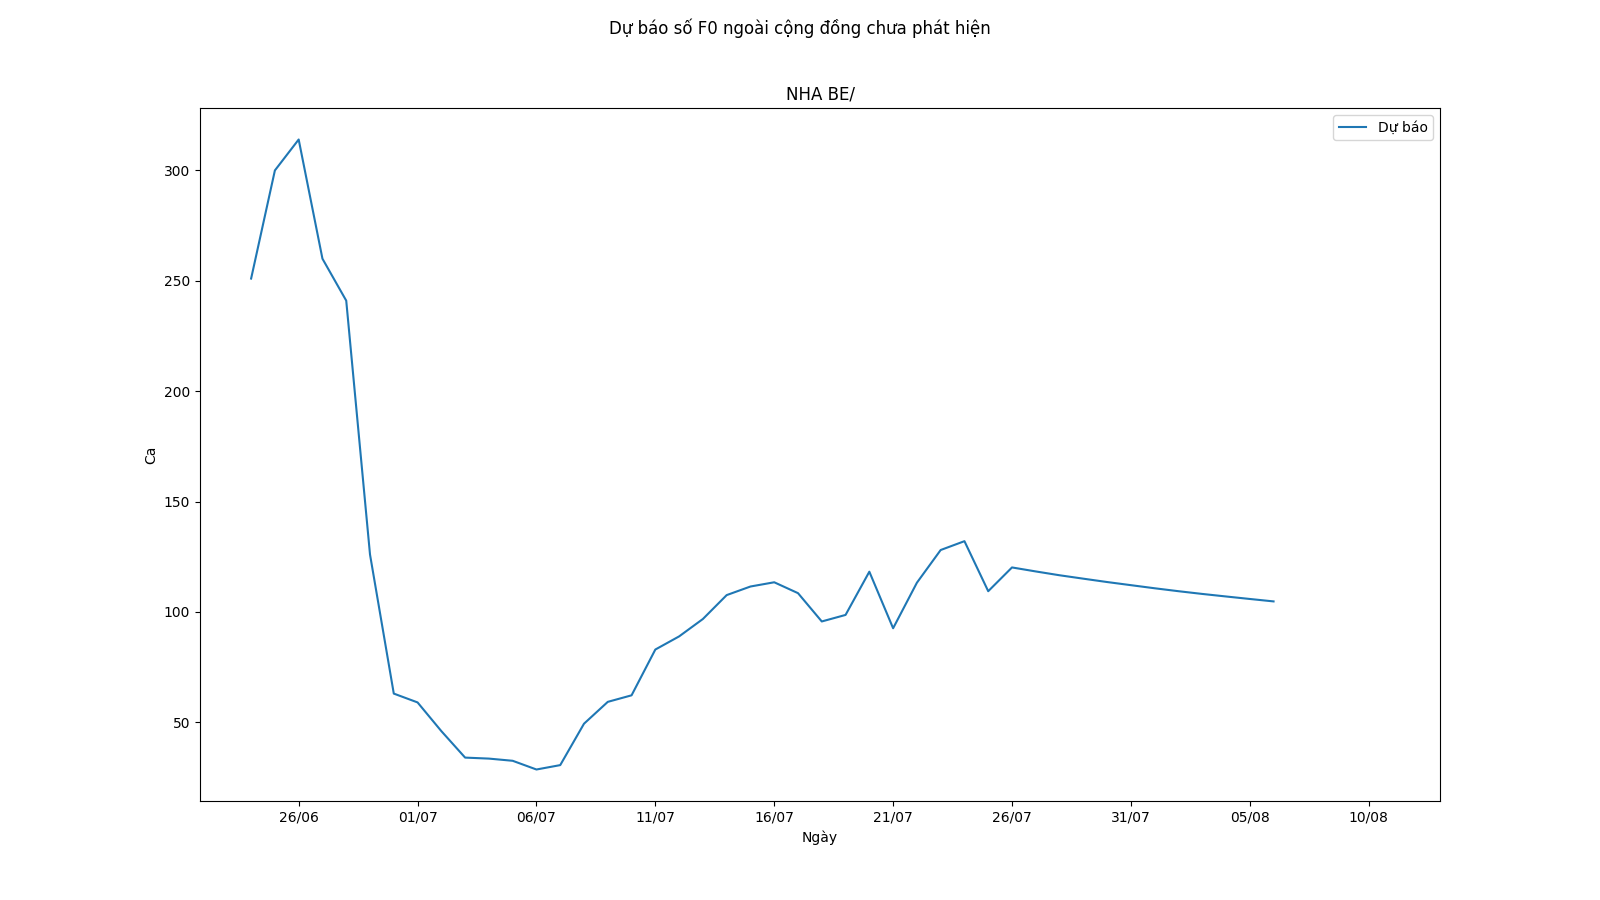 Dự báo số F0 ngoài cộng đồng chưa phát hiện
NHA BE/
Dự báo
300
250
200
150
100
50
Ca
26/06 01/07 06/07 11/07 16/07 21/07 26/07 31/07 05/08 10/08
Ngày